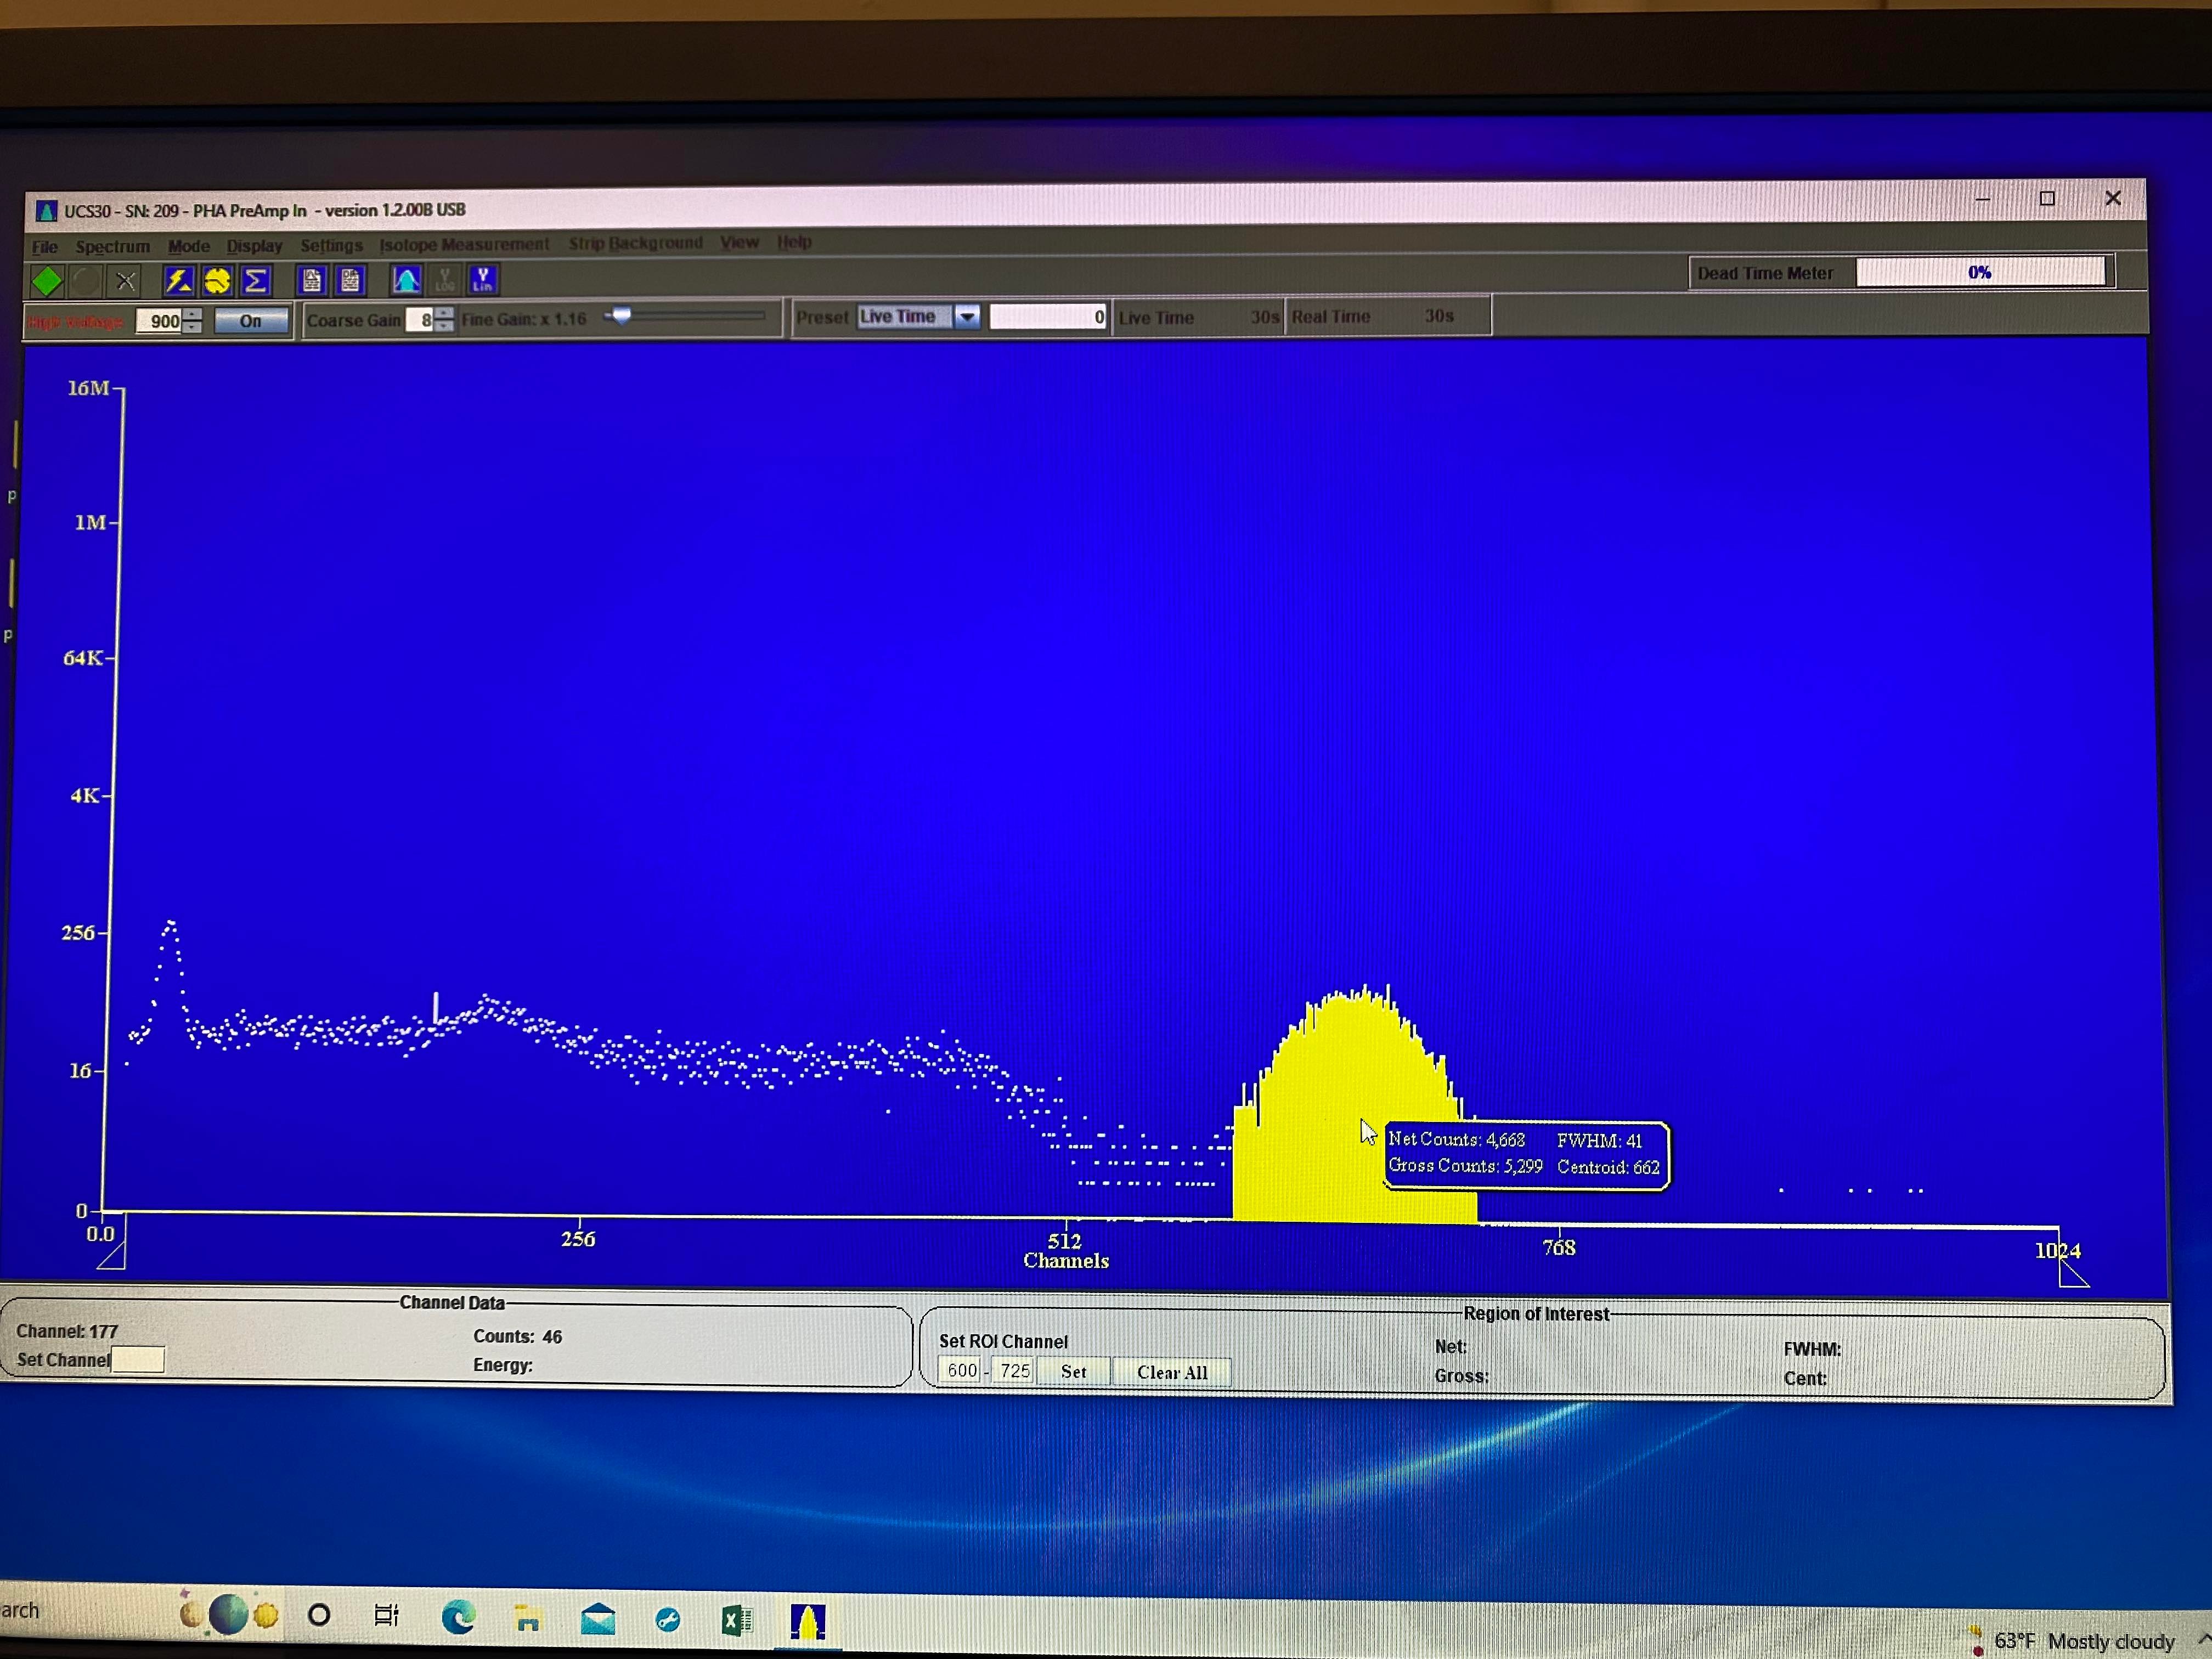 UCS30 - SN: 209 - PHA PreAmp In - version 1.2.00B USB
File Spectrum Mode Display Settings Isotope Measurement Strip Background View Help
Y LOG
Y Lin
Dead Time Meter 0%
High Voltage 900 On Coarse Gain 8 Fine Gain: x 1.16 Preset Live Time 0 Live Time 30s Real Time 30s
16M
1M
p
p
64K
4K
256
16
Net Counts: 4,668 FWHM: 41
Gross Counts: 5,299 Centroid: 662
0
0.0 256 512 768 1024
Channels
Channel Data Region of Interest
Channel: 177 Counts: 46 Set ROI Channel Net: FWHM:
Set Channel Energy: 600 - 725 Set Clear All Gross: Cent:
arch
63°F Mostly cloudy